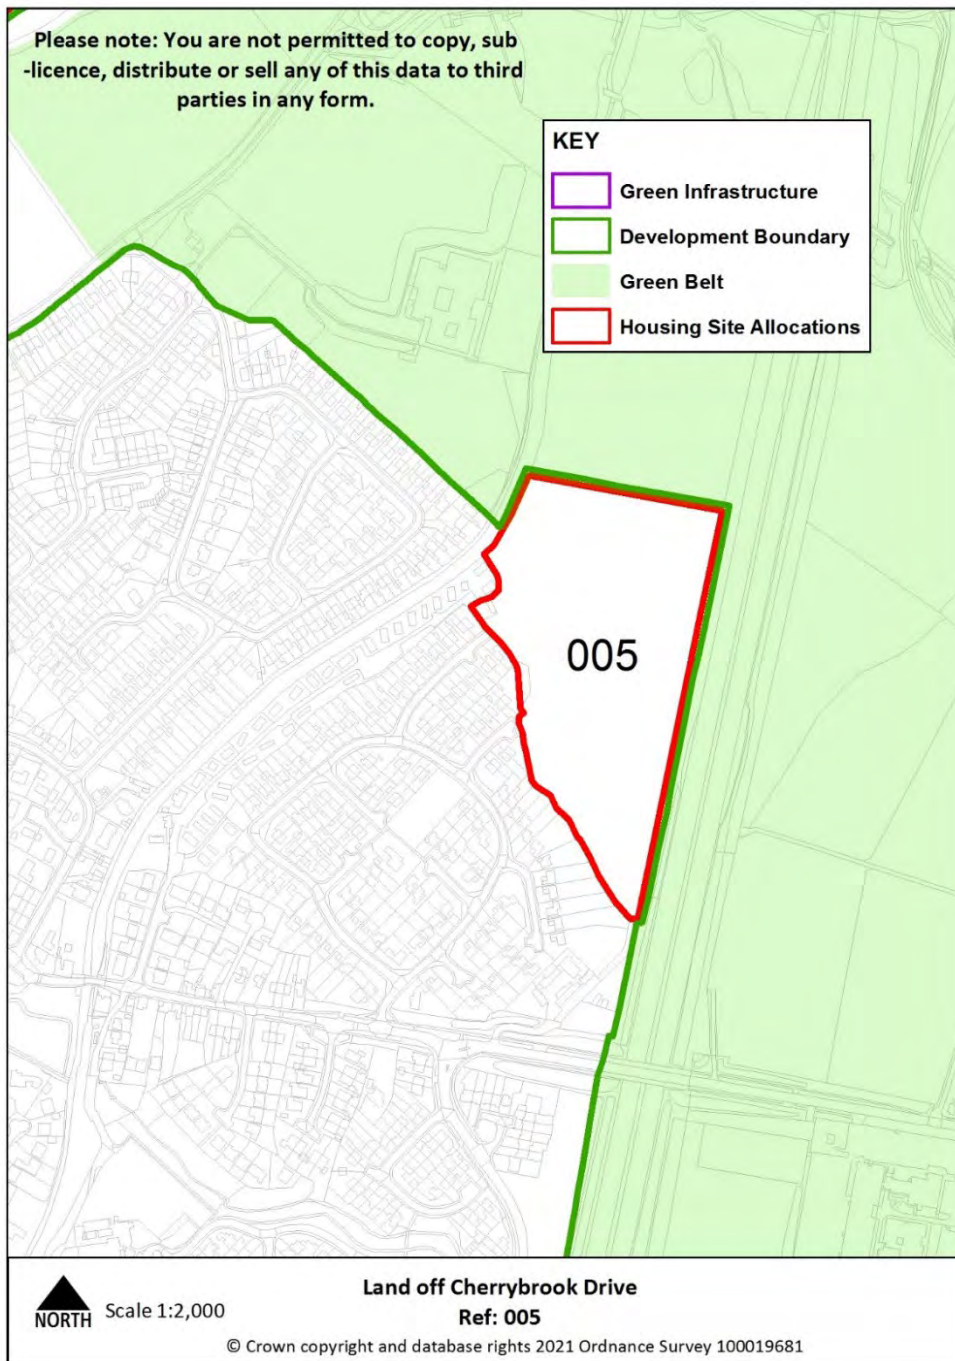 Please note: You are not permitted to copy, sub
-licence, distribute or sell any of this data to third
parties in any form.
KEY
Green Infrastructure
Development Boundary
Green Belt
Housing Site Allocations
005
NORTH
Scale 1:2,000
Land off Cherrybrook Drive
Ref: 005
© Crown copyright and database rights 2021 Ordnance Survey 100019681